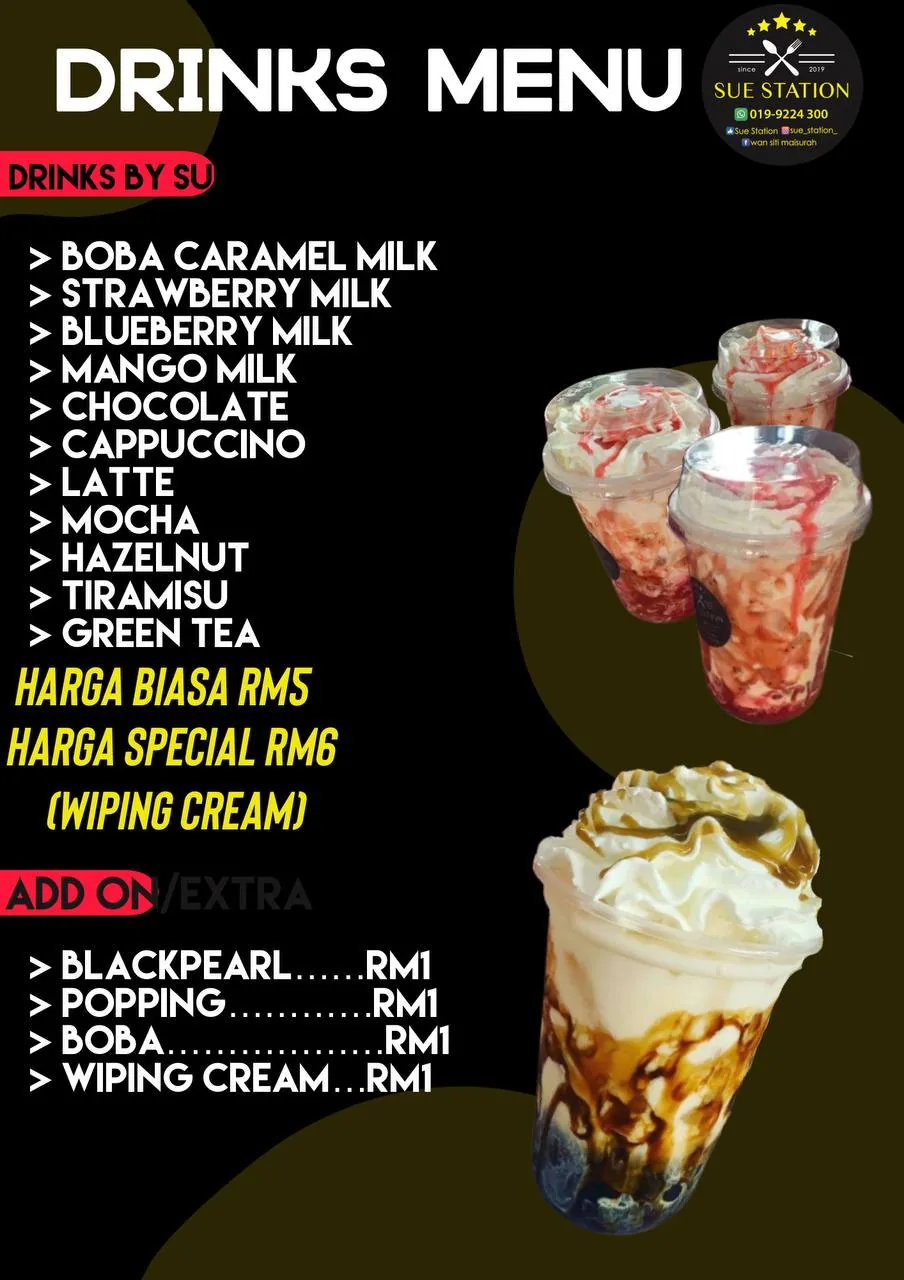 DRINKS MENU
since 2019
SUE STATION
019-9224 300
Sue Station sue_station_
wan siti maisurah
DRINKS BY SU
> BOBA CARAMEL MILK
> STRAWBERRY MILK
> BLUEBERRY MILK
> MANGO MILK
> CHOCOLATE
> CAPPUCCINO
> LATTE
> MOCHA
> HAZELNUT
> TIRAMISU
> GREEN TEA
HARGA BIASA RM5
HARGA SPECIAL RM6
(WIPING CREAM)
ADD ON/EXTRA
> BLACKPEARL......RM1
> POPPING............RM1
> BOBA..................RM1
> WIPING CREAM...RM1